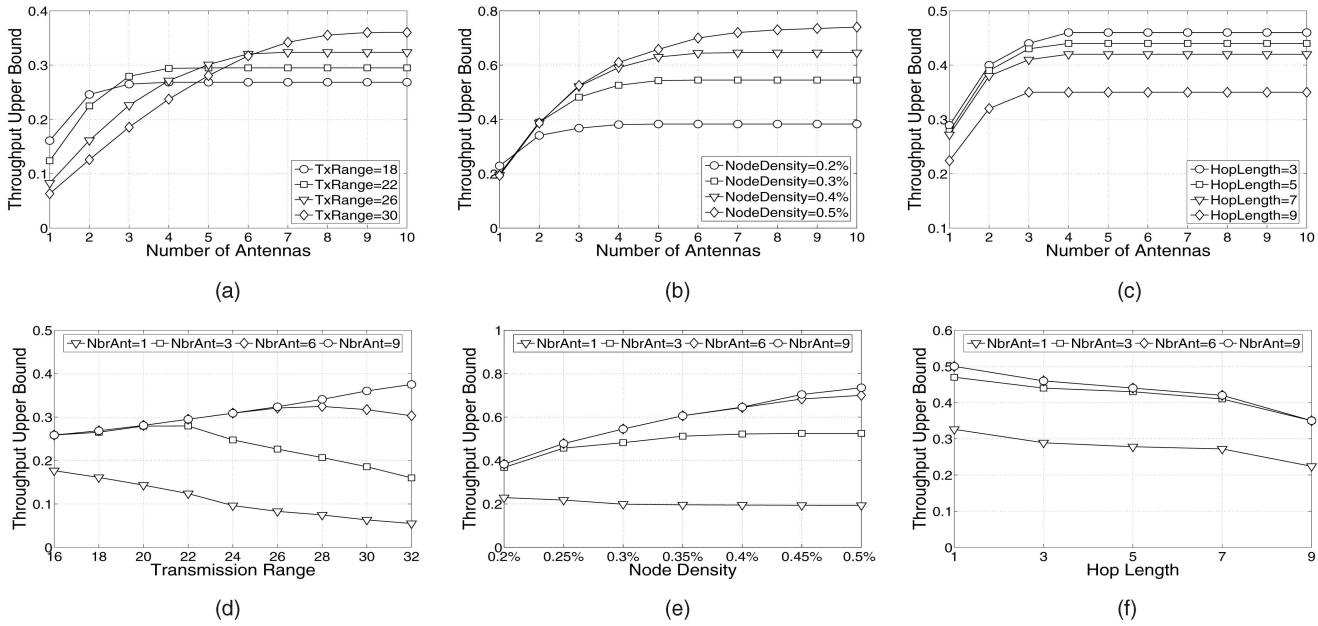 0.4
0.3
0.2
0.1
0
Throughput Upper Bound
1 2 3 4 5 6 7 8 9 10
Number of Antennas
TxRange=18
TxRange=22
TxRange=26
TxRange=30
(a)
0.8
0.6
0.4
0.2
0
Throughput Upper Bound
1 2 3 4 5 6 7 8 9 10
Number of Antennas
NodeDensity=0.2%
NodeDensity=0.3%
NodeDensity=0.4%
NodeDensity=0.5%
(b)
0.5
0.4
0.3
0.2
0.1
Throughput Upper Bound
1 2 3 4 5 6 7 8 9 10
Number of Antennas
HopLength=3
HopLength=5
HopLength=7
HopLength=9
(c)
0.5
0.4
0.3
0.2
0.1
0
Throughput Upper Bound
NbrAnt=1 NbrAnt=3 NbrAnt=6 NbrAnt=9
16 18 20 22 24 26 28 30 32
Transmission Range
(d)
1
0.8
0.6
0.4
0.2
0
Throughput Upper Bound
NbrAnt=1 NbrAnt=3 NbrAnt=6 NbrAnt=9
0.2% 0.25% 0.3% 0.35% 0.4% 0.45% 0.5%
Node Density
(e)
0.6
0.5
0.4
0.3
0.2
0.1
0
Throughput Upper Bound
NbrAnt=1 NbrAnt=3 NbrAnt=6 NbrAnt=9
1 3 5 7 9
Hop Length
(f)